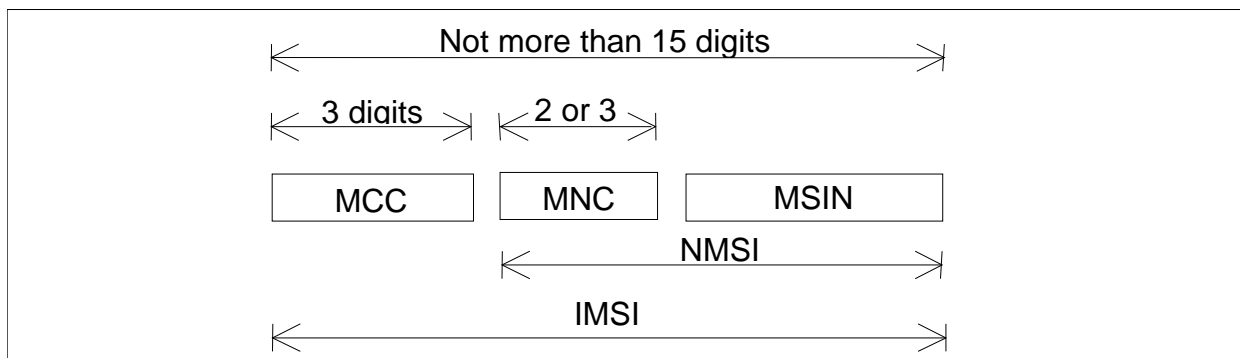 Not more than 15 digits
3 digits
2 or 3
MCC
MNC
MSIN
NMSI
IMSI